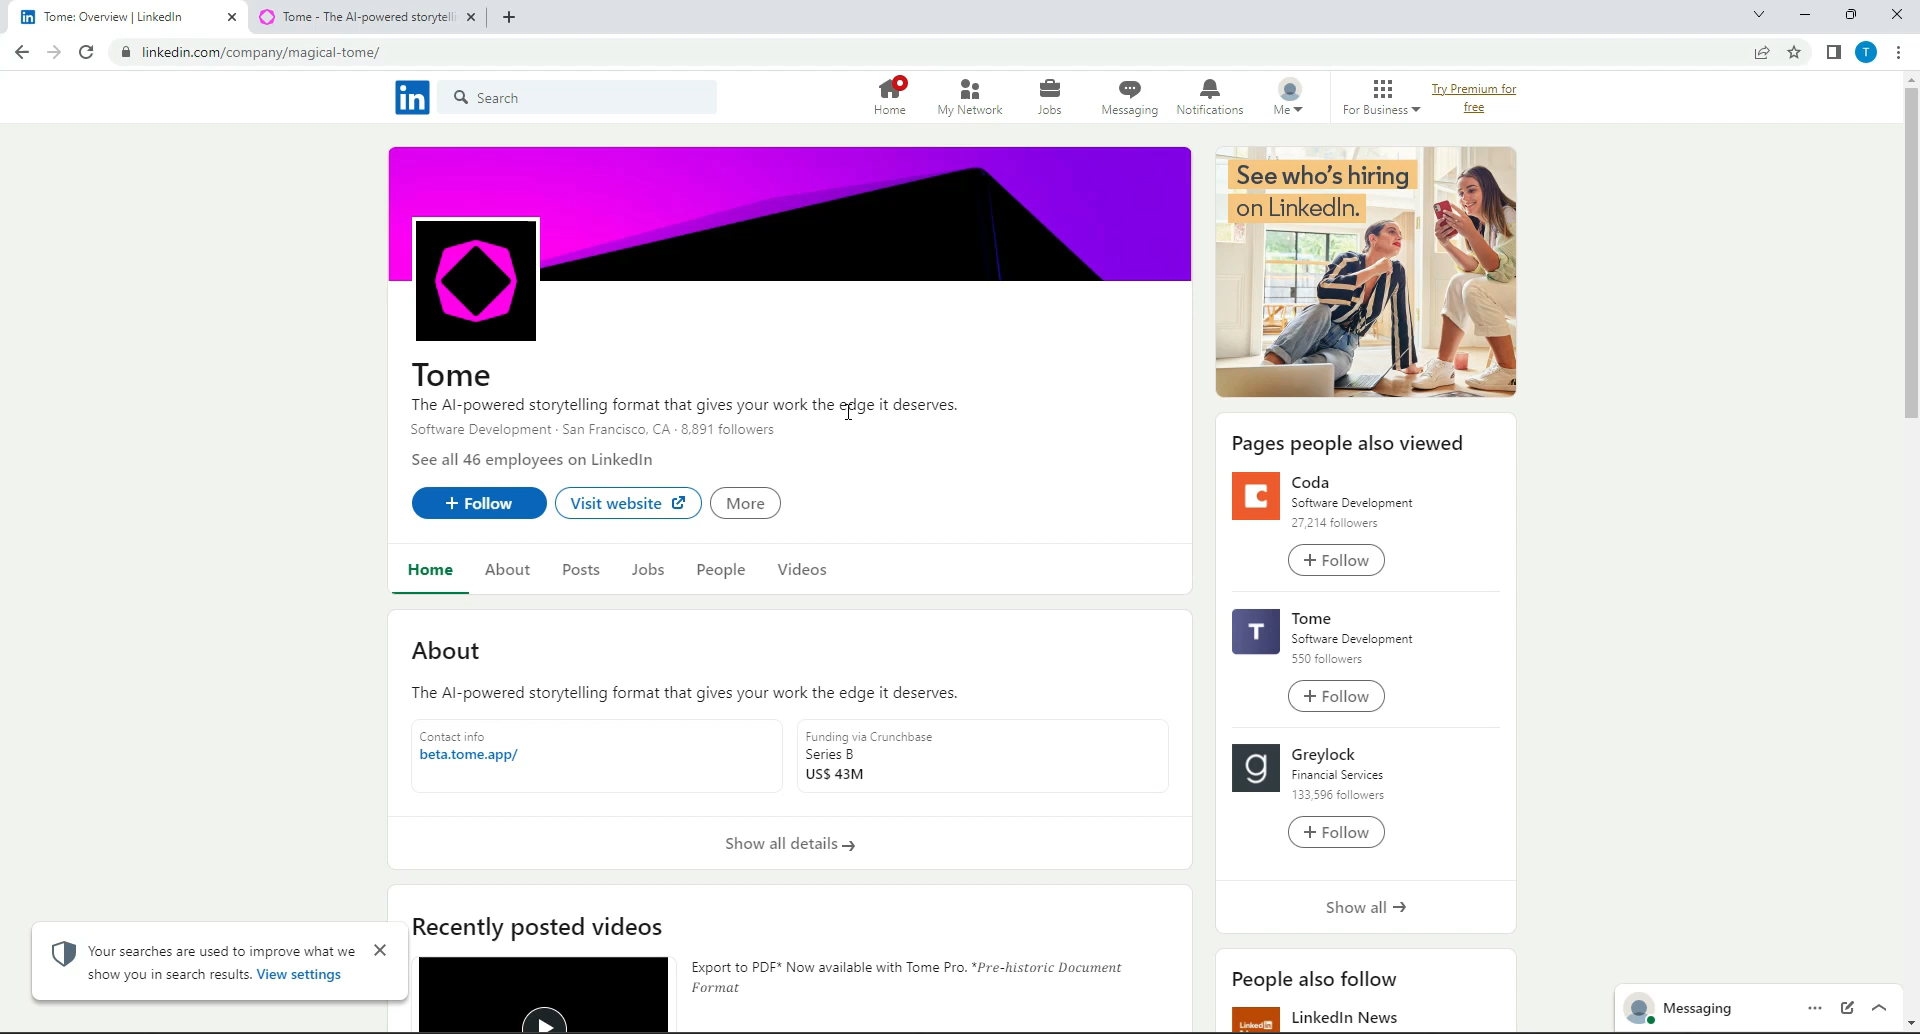 Tome: Overview | LinkedIn
Tome - The AI-powered storytelli
linkedin.com/company/magical-tome/
T
in
Search
Home
My Network
Jobs
Messaging
Notifications
Me
For Business
Try Premium for
free
See who's hiring
on LinkedIn.
Tome
The AI-powered storytelling format that gives your work the edge it deserves.
Software Development · San Francisco, CA · 8,891 followers
See all 46 employees on LinkedIn
+ Follow
Visit website
More
Home
About
Posts
Jobs
People
Videos
About
The AI-powered storytelling format that gives your work the edge it deserves.
Contact info
beta.tome.app/
Funding via Crunchbase
Series B
US$ 43M
Show all details →
Recently posted videos
Export to PDF* Now available with Tome Pro. *Pre-historic Document
Format
Pages people also viewed
C
Coda
Software Development
27,214 followers
+ Follow
T
Tome
Software Development
550 followers
+ Follow
g
Greylock
Financial Services
133,596 followers
+ Follow
Show all →
People also follow
LinkedIn
LinkedIn News
Your searches are used to improve what we
show you in search results. View settings
Messaging